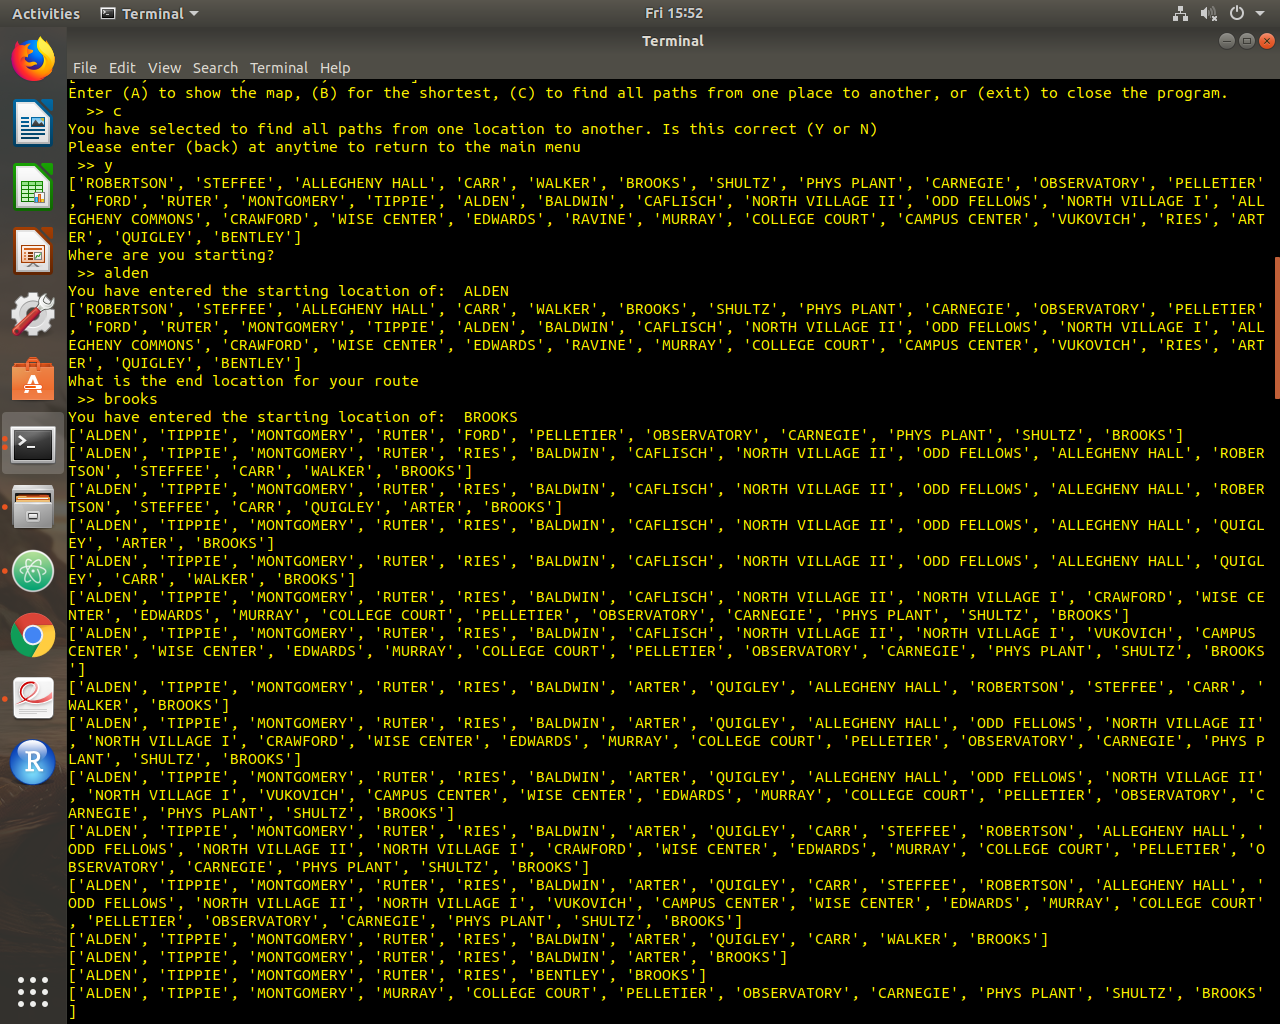 Activities Terminal Fri 15:52
Terminal
File Edit View Search Terminal Help
Enter (A) to show the map, (B) for the shortest, (C) to find all paths from one place to another, or (exit) to close the program.
>> c
You have selected to find all paths from one location to another. Is this correct (Y or N)
Please enter (back) at anytime to return to the main menu
>> y
['ROBERTSON', 'STEFFEE', 'ALLEGHENY HALL', 'CARR', 'WALKER', 'BROOKS', 'SHULTZ', 'PHYS PLANT', 'CARNEGIE', 'OBSERVATORY', 'PELLETIER'
, 'FORD', 'RUTER', 'MONTGOMERY', 'TIPPIE', 'ALDEN', 'BALDWIN', 'CAFLISCH', 'NORTH VILLAGE II', 'ODD FELLOWS', 'NORTH VILLAGE I', 'ALL
EGHENY COMMONS', 'CRAWFORD', 'WISE CENTER', 'EDWARDS', 'RAVINE', 'MURRAY', 'COLLEGE COURT', 'CAMPUS CENTER', 'VUKOVICH', 'RIES', 'ART
ER', 'QUIGLEY', 'BENTLEY']
Where are you starting?
>> alden
You have entered the starting location of:  ALDEN
['ROBERTSON', 'STEFFEE', 'ALLEGHENY HALL', 'CARR', 'WALKER', 'BROOKS', 'SHULTZ', 'PHYS PLANT', 'CARNEGIE', 'OBSERVATORY', 'PELLETIER'
, 'FORD', 'RUTER', 'MONTGOMERY', 'TIPPIE', 'ALDEN', 'BALDWIN', 'CAFLISCH', 'NORTH VILLAGE II', 'ODD FELLOWS', 'NORTH VILLAGE I', 'ALL
EGHENY COMMONS', 'CRAWFORD', 'WISE CENTER', 'EDWARDS', 'RAVINE', 'MURRAY', 'COLLEGE COURT', 'CAMPUS CENTER', 'VUKOVICH', 'RIES', 'ART
ER', 'QUIGLEY', 'BENTLEY']
What is the end location for your route
>> brooks
You have entered the starting location of:  BROOKS
['ALDEN', 'TIPPIE', 'MONTGOMERY', 'RUTER', 'FORD', 'PELLETIER', 'OBSERVATORY', 'CARNEGIE', 'PHYS PLANT', 'SHULTZ', 'BROOKS']
['ALDEN', 'TIPPIE', 'MONTGOMERY', 'RUTER', 'RIES', 'BALDWIN', 'CAFLISCH', 'NORTH VILLAGE II', 'ODD FELLOWS', 'ALLEGHENY HALL', 'ROBER
TSON', 'STEFFEE', 'CARR', 'WALKER', 'BROOKS']
['ALDEN', 'TIPPIE', 'MONTGOMERY', 'RUTER', 'RIES', 'BALDWIN', 'CAFLISCH', 'NORTH VILLAGE II', 'ODD FELLOWS', 'ALLEGHENY HALL', 'ROBER
TSON', 'STEFFEE', 'CARR', 'QUIGLEY', 'ARTER', 'BROOKS']
['ALDEN', 'TIPPIE', 'MONTGOMERY', 'RUTER', 'RIES', 'BALDWIN', 'CAFLISCH', 'NORTH VILLAGE II', 'ODD FELLOWS', 'ALLEGHENY HALL', 'QUIGL
EY', 'ARTER', 'BROOKS']
['ALDEN', 'TIPPIE', 'MONTGOMERY', 'RUTER', 'RIES', 'BALDWIN', 'CAFLISCH', 'NORTH VILLAGE II', 'ODD FELLOWS', 'ALLEGHENY HALL', 'QUIGL
EY', 'CARR', 'WALKER', 'BROOKS']
['ALDEN', 'TIPPIE', 'MONTGOMERY', 'RUTER', 'RIES', 'BALDWIN', 'CAFLISCH', 'NORTH VILLAGE II', 'NORTH VILLAGE I', 'CRAWFORD', 'WISE CE
NTER', 'EDWARDS', 'MURRAY', 'COLLEGE COURT', 'PELLETIER', 'OBSERVATORY', 'CARNEGIE', 'PHYS PLANT', 'SHULTZ', 'BROOKS']
['ALDEN', 'TIPPIE', 'MONTGOMERY', 'RUTER', 'RIES', 'BALDWIN', 'CAFLISCH', 'NORTH VILLAGE II', 'NORTH VILLAGE I', 'VUKOVICH', 'CAMPUS
CENTER', 'WISE CENTER', 'EDWARDS', 'MURRAY', 'COLLEGE COURT', 'PELLETIER', 'OBSERVATORY', 'CARNEGIE', 'PHYS PLANT', 'SHULTZ', 'BROOKS
']
['ALDEN', 'TIPPIE', 'MONTGOMERY', 'RUTER', 'RIES', 'BALDWIN', 'ARTER', 'QUIGLEY', 'ALLEGHENY HALL', 'ROBERTSON', 'STEFFEE', 'CARR', '
WALKER', 'BROOKS']
['ALDEN', 'TIPPIE', 'MONTGOMERY', 'RUTER', 'RIES', 'BALDWIN', 'ARTER', 'QUIGLEY', 'ALLEGHENY HALL', 'ODD FELLOWS', 'NORTH VILLAGE II'
, 'NORTH VILLAGE I', 'CRAWFORD', 'WISE CENTER', 'EDWARDS', 'MURRAY', 'COLLEGE COURT', 'PELLETIER', 'OBSERVATORY', 'CARNEGIE', 'PHYS P
LANT', 'SHULTZ', 'BROOKS']
['ALDEN', 'TIPPIE', 'MONTGOMERY', 'RUTER', 'RIES', 'BALDWIN', 'ARTER', 'QUIGLEY', 'ALLEGHENY HALL', 'ODD FELLOWS', 'NORTH VILLAGE II'
, 'NORTH VILLAGE I', 'VUKOVICH', 'CAMPUS CENTER', 'WISE CENTER', 'EDWARDS', 'MURRAY', 'COLLEGE COURT', 'PELLETIER', 'OBSERVATORY', 'C
ARNEGIE', 'PHYS PLANT', 'SHULTZ', 'BROOKS']
['ALDEN', 'TIPPIE', 'MONTGOMERY', 'RUTER', 'RIES', 'BALDWIN', 'ARTER', 'QUIGLEY', 'CARR', 'STEFFEE', 'ROBERTSON', 'ALLEGHENY HALL', '
ODD FELLOWS', 'NORTH VILLAGE II', 'NORTH VILLAGE I', 'CRAWFORD', 'WISE CENTER', 'EDWARDS', 'MURRAY', 'COLLEGE COURT', 'PELLETIER', 'O
BSERVATORY', 'CARNEGIE', 'PHYS PLANT', 'SHULTZ', 'BROOKS']
['ALDEN', 'TIPPIE', 'MONTGOMERY', 'RUTER', 'RIES', 'BALDWIN', 'ARTER', 'QUIGLEY', 'CARR', 'STEFFEE', 'ROBERTSON', 'ALLEGHENY HALL', '
ODD FELLOWS', 'NORTH VILLAGE II', 'NORTH VILLAGE I', 'VUKOVICH', 'CAMPUS CENTER', 'WISE CENTER', 'EDWARDS', 'MURRAY', 'COLLEGE COURT'
, 'PELLETIER', 'OBSERVATORY', 'CARNEGIE', 'PHYS PLANT', 'SHULTZ', 'BROOKS']
['ALDEN', 'TIPPIE', 'MONTGOMERY', 'RUTER', 'RIES', 'BALDWIN', 'ARTER', 'QUIGLEY', 'CARR', 'WALKER', 'BROOKS']
['ALDEN', 'TIPPIE', 'MONTGOMERY', 'RUTER', 'RIES', 'BALDWIN', 'ARTER', 'BROOKS']
['ALDEN', 'TIPPIE', 'MONTGOMERY', 'RUTER', 'RIES', 'BENTLEY', 'BROOKS']
['ALDEN', 'TIPPIE', 'MONTGOMERY', 'MURRAY', 'COLLEGE COURT', 'PELLETIER', 'OBSERVATORY', 'CARNEGIE', 'PHYS PLANT', 'SHULTZ', 'BROOKS'
]